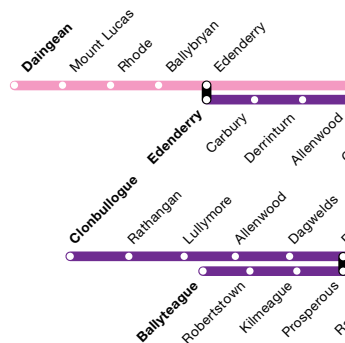 Daingean
Mount Lucas
Rhode
Ballybryan
Edenderry
Edenderry
Carbury
Derrinturn
Allenwood
Clonbullogue
Rathangan
Lullymore
Allenwood
Dagwelds
Ballyteague
Robertstown
Kilmeague
Prosperous